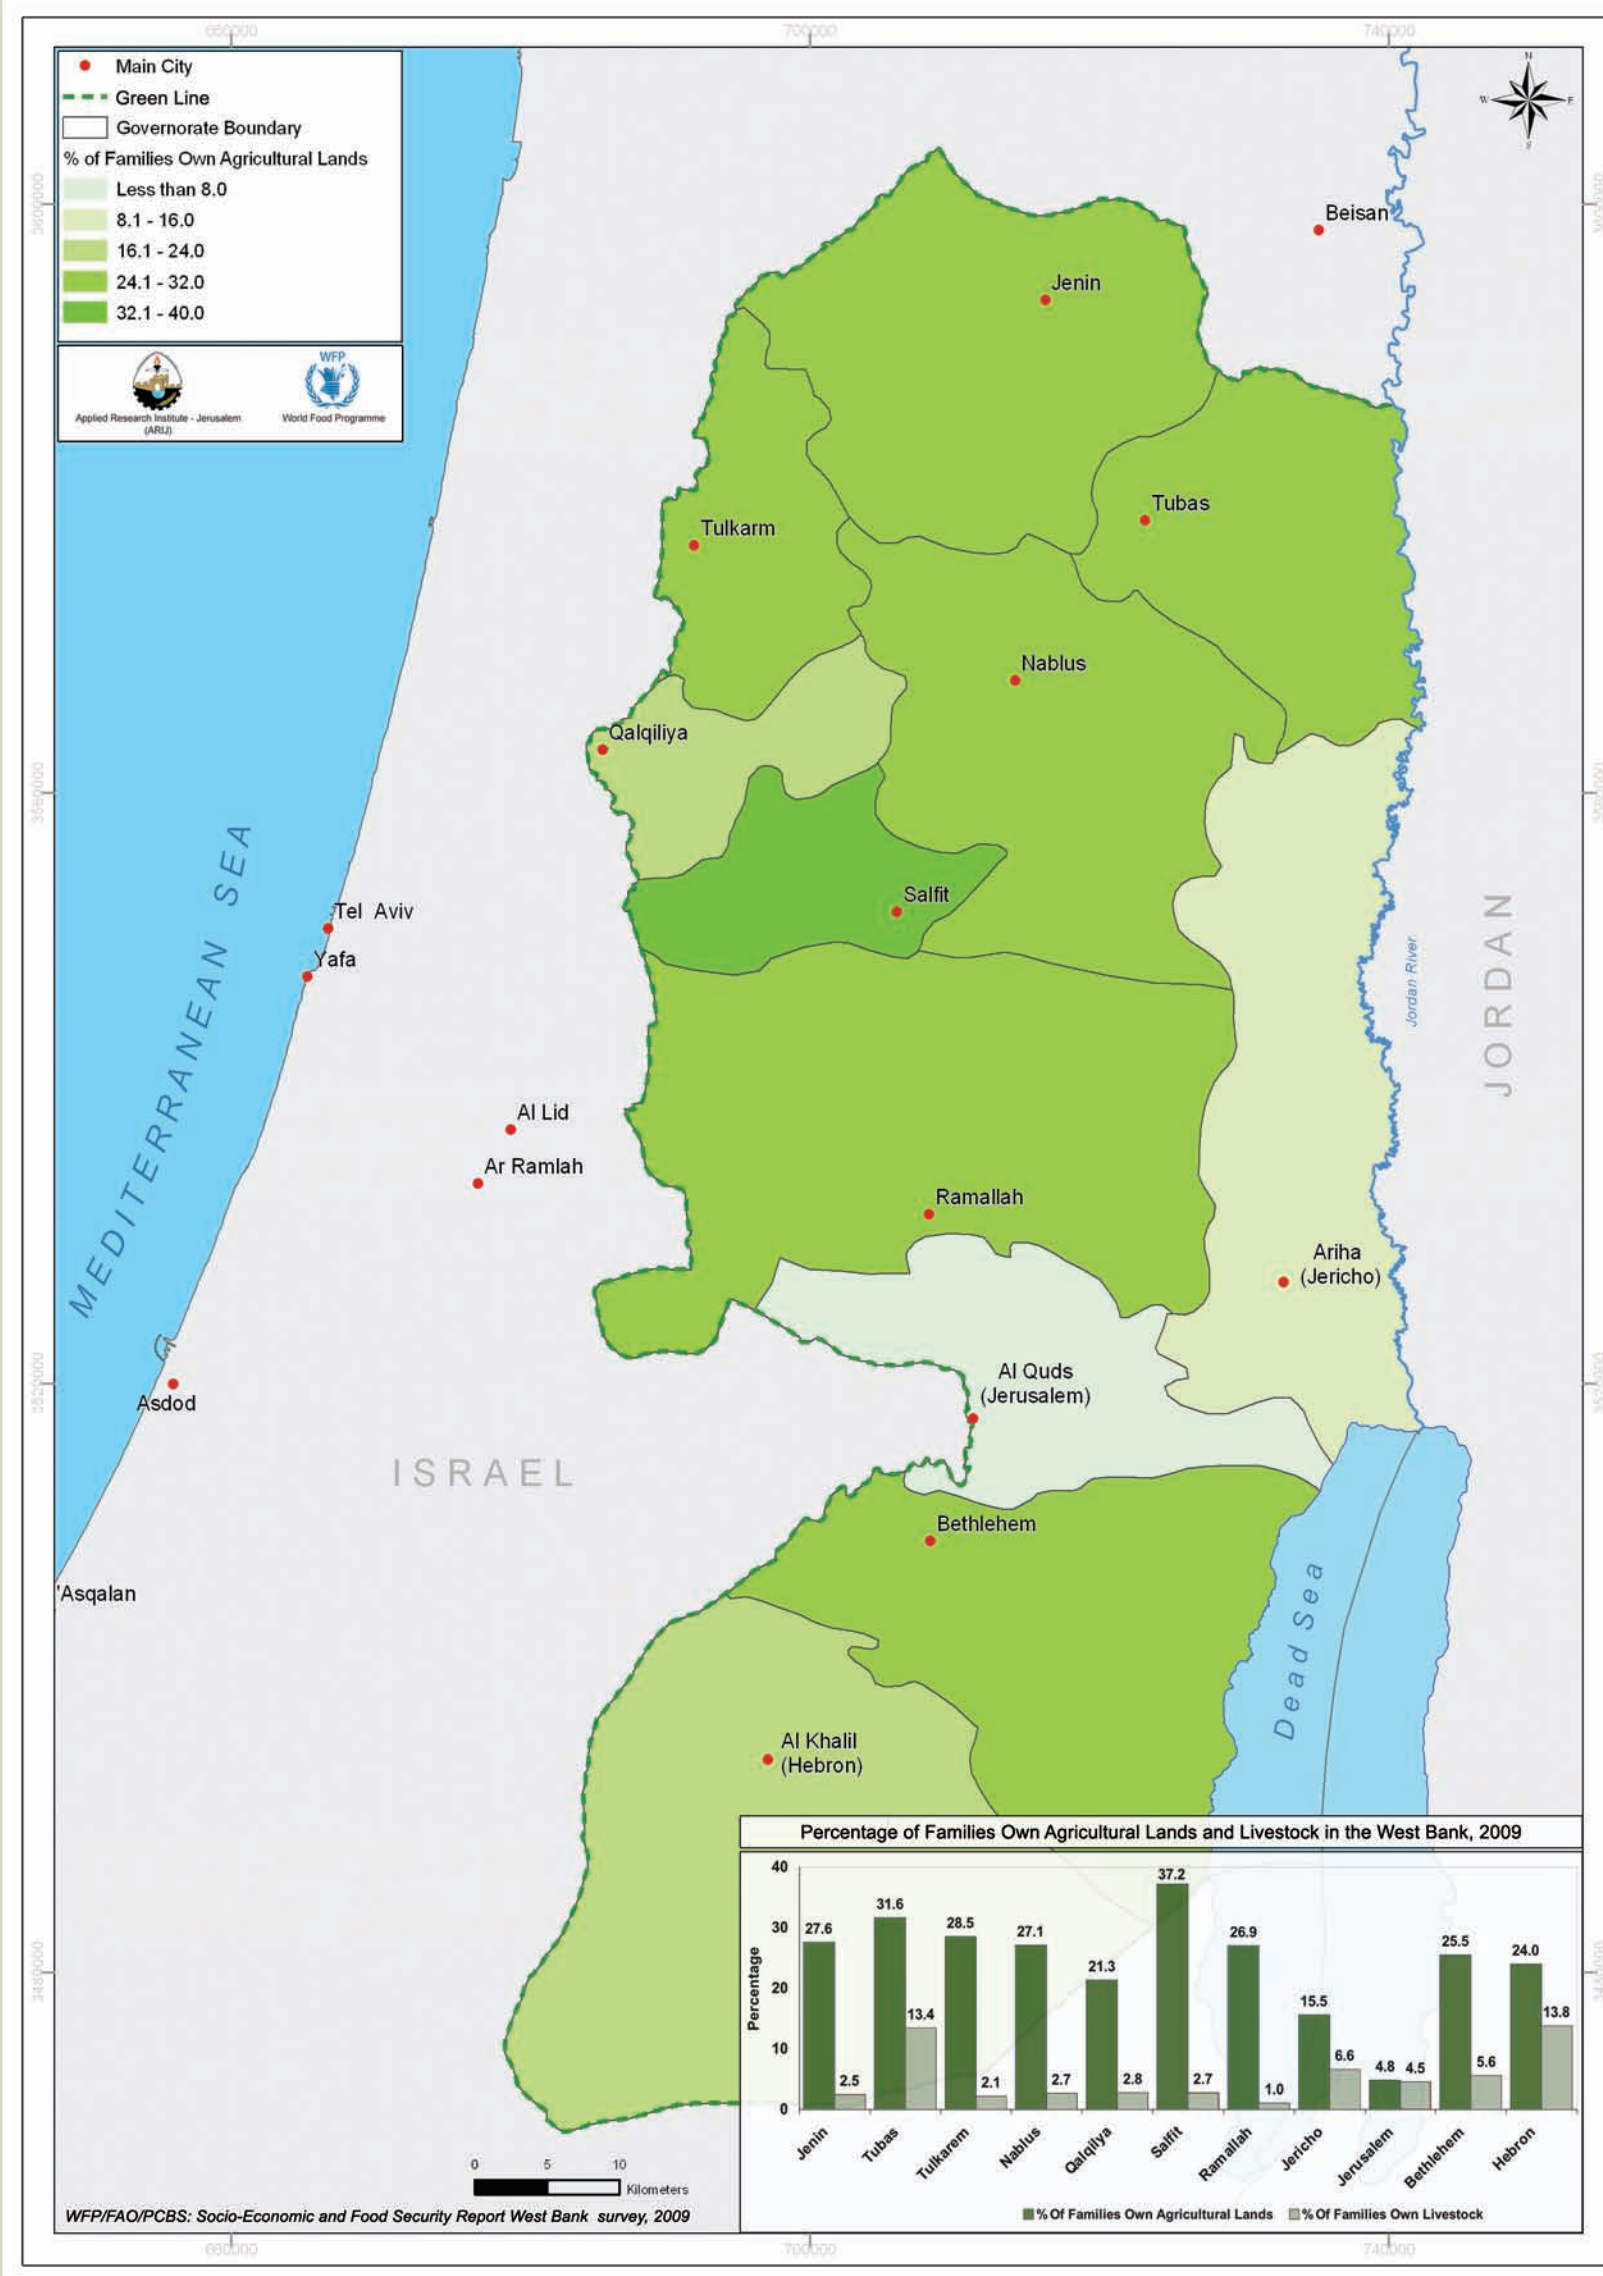 660000 700000 740000
Main City
Green Line
Governorate Boundary
% of Families Own Agricultural Lands
Less than 8.0
8.1 - 16.0
16.1 - 24.0
24.1 - 32.0
32.1 - 40.0
WFP
Applied Research Institute - Jerusalem
(ARIJ)
World Food Programme
N
W
E
S
Beisan
Jenin
Tubas
Tulkarm
Nablus
Qalqiliya
Salfit
Tel Aviv
Yafa
MEDITERRANEAN SEA
JORDAN
Jordan River
Al Lid
Ar Ramlah
Ramallah
Ariha
(Jericho)
Al Quds
(Jerusalem)
Asdod
ISRAEL
Bethlehem
'Asqalan
Dead Sea
Al Khalil
(Hebron)
3600000
3560000
3520000
3480000
Percentage of Families Own Agricultural Lands and Livestock in the West Bank, 2009
Percentage
40
30
20
10
0
27.6 2.5
31.6 13.4
28.5 2.1
27.1 2.7
21.3 2.8
37.2 2.7
26.9 1.0
15.5 6.6
4.8 4.5
25.5 5.6
24.0 13.8
Jenin Tubas Tulkarem Nablus Qalqilya Salfit Ramallah Jericho Jerusalem Bethlehem Hebron
% Of Families Own Agricultural Lands % Of Families Own Livestock
0 5 10
Kilometers
WFP/FAO/PCBS: Socio-Economic and Food Security Report West Bank survey, 2009
660000 700000 740000